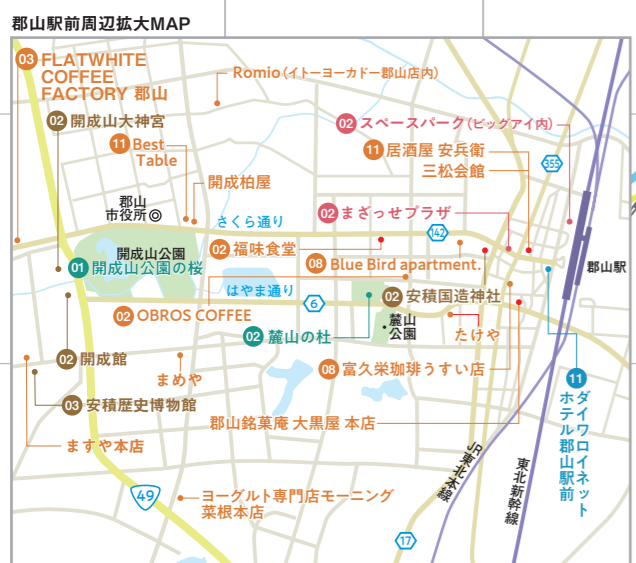 郡山駅前周辺拡大MAP
03 FLATWHITE
COFFEE
FACTORY 郡山
Romio(イトーヨーカドー郡山店内)
02 開成山大神宮
02 スペースパーク(ビッグアイ内)
11 Best
Table
11 居酒屋 安兵衛
三松会館
355
開成柏屋
郡山
市役所
さくら通り
02 まざっせプラザ
142
開成山公園
02 福味食堂
01 開成山公園の桜
08 Blue Bird apartment.
郡山駅
はやま通り
6
02 安積国造神社
02 OBROS COFFEE
麓山
公園
02 麓山の杜
たけや
02 開成館
まめや
08 富久栄珈琲うすい店
11
ダイワロイネット
ホテル郡山駅前
03 安積歴史博物館
郡山銘菓庵 大黒屋 本店
ますや本店
JR東北本線
東北新幹線
49
ヨーグルト専門店モーニング
菜根本店
17